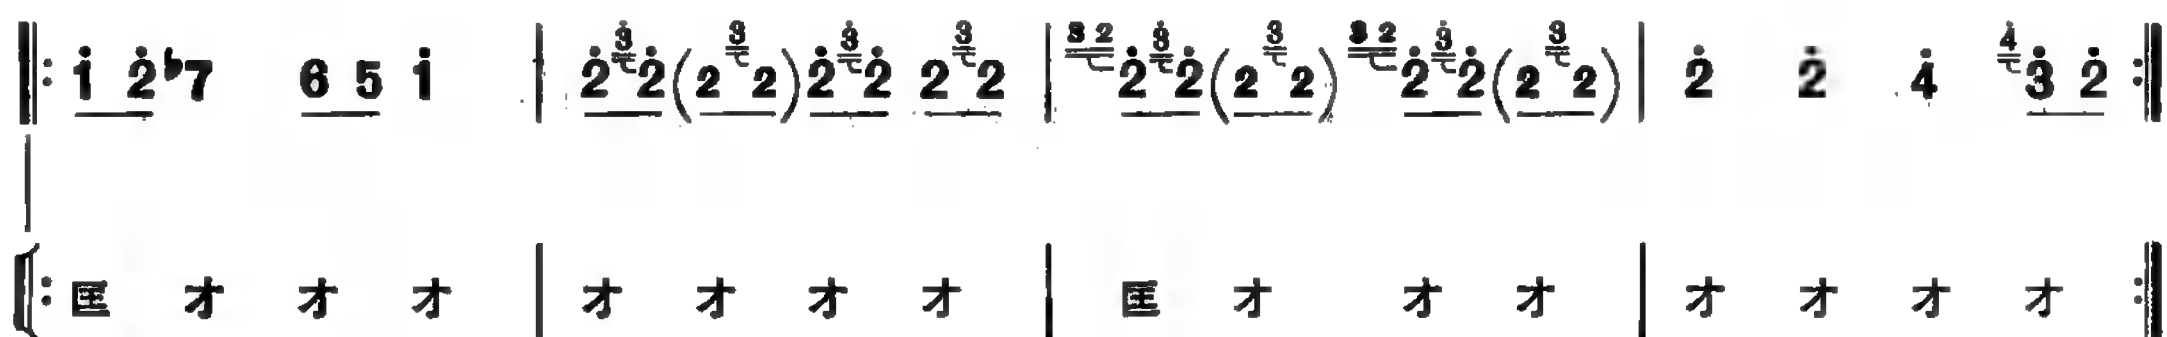 ‖: i̇ 2̇ ♭7 6 5 i̇ | 2̇ 3̇ 2̇ (2 3 2) 2̇ 3̇ 2̇ 2 3 2 | 3 2 2̇ 3̇ 2̇ (2 3 2) 3 2 2̇ 3̇ 2̇ (2 3 2) | 2̇ 2̇ 4̇ 4 3̇ 2̇ :‖
‖: 匡 才 才 才 | 才 才 才 才 | 匡 才 才 才 | 才 才 才 才 :‖